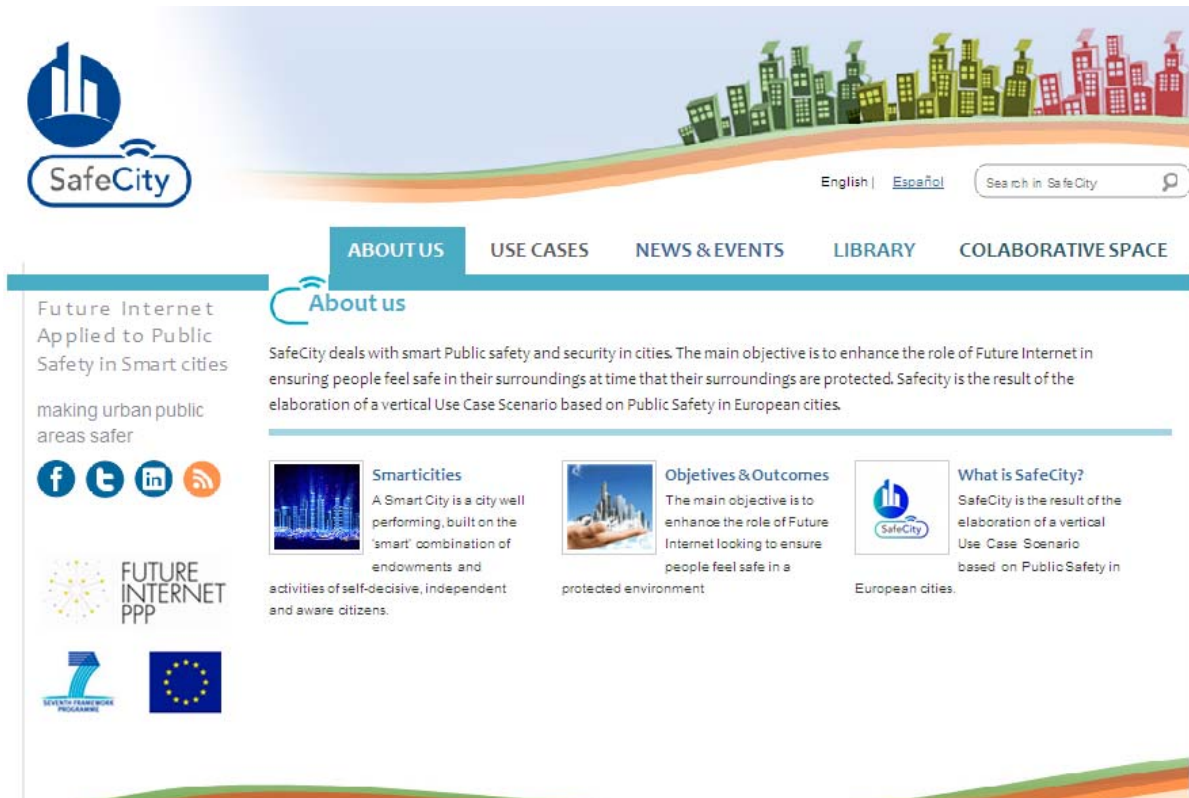 SafeCity
English | Español
Search in SafeCity
ABOUT US USE CASES NEWS & EVENTS LIBRARY COLABORATIVE SPACE
Future Internet
Applied to Public
Safety in Smart cities
making urban public
areas safer
FUTURE
INTERNET
PPP
SEVENTH FRAMEWORK
PROGRAMME
About us
SafeCity deals with smart Public safety and security in cities. The main objective is to enhance the role of Future Internet in
ensuring people feel safe in their surroundings at time that their surroundings are protected. Safecity is the result of the
elaboration of a vertical Use Case Scenario based on Public Safety in European cities.
Smarticities
A Smart City is a city well
performing, built on the
'smart' combination of
endowments and
activities of self-decisive, independent
and aware citizens.
Objetives & Outcomes
The main objective is to
enhance the role of Future
Internet looking to ensure
people feel safe in a
protected environment
SafeCity
What is SafeCity?
SafeCity is the result of the
elaboration of a vertical
Use Case Scenario
based on Public Safety in
European cities.